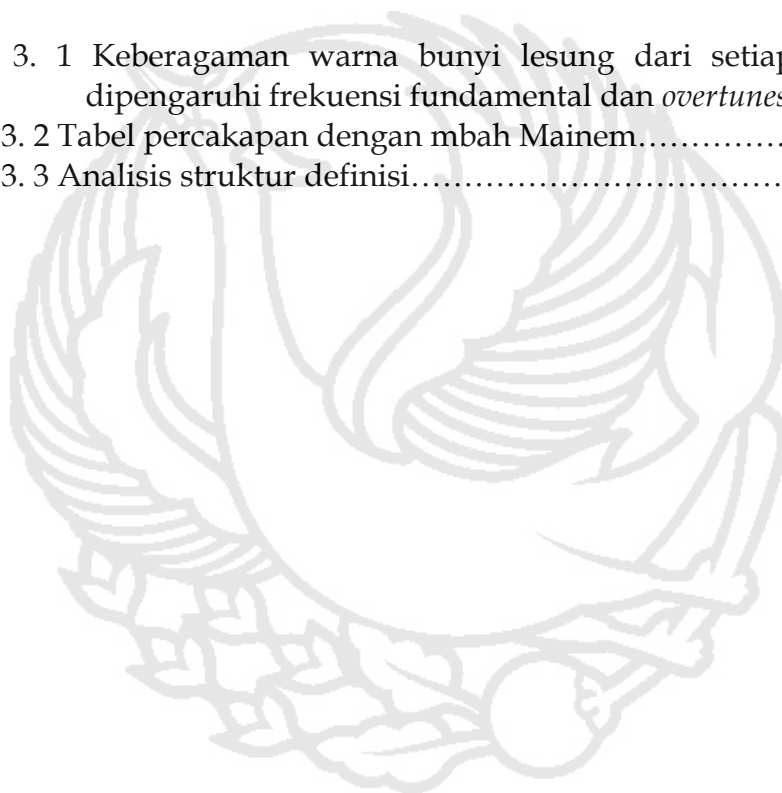 3. 1 Keberagaman warna bunyi lesung dari setiap
dipengaruhi frekuensi fundamental dan overtunes
3. 2 Tabel percakapan dengan mbah Mainem…………..
3. 3 Analisis struktur definisi…………………………….